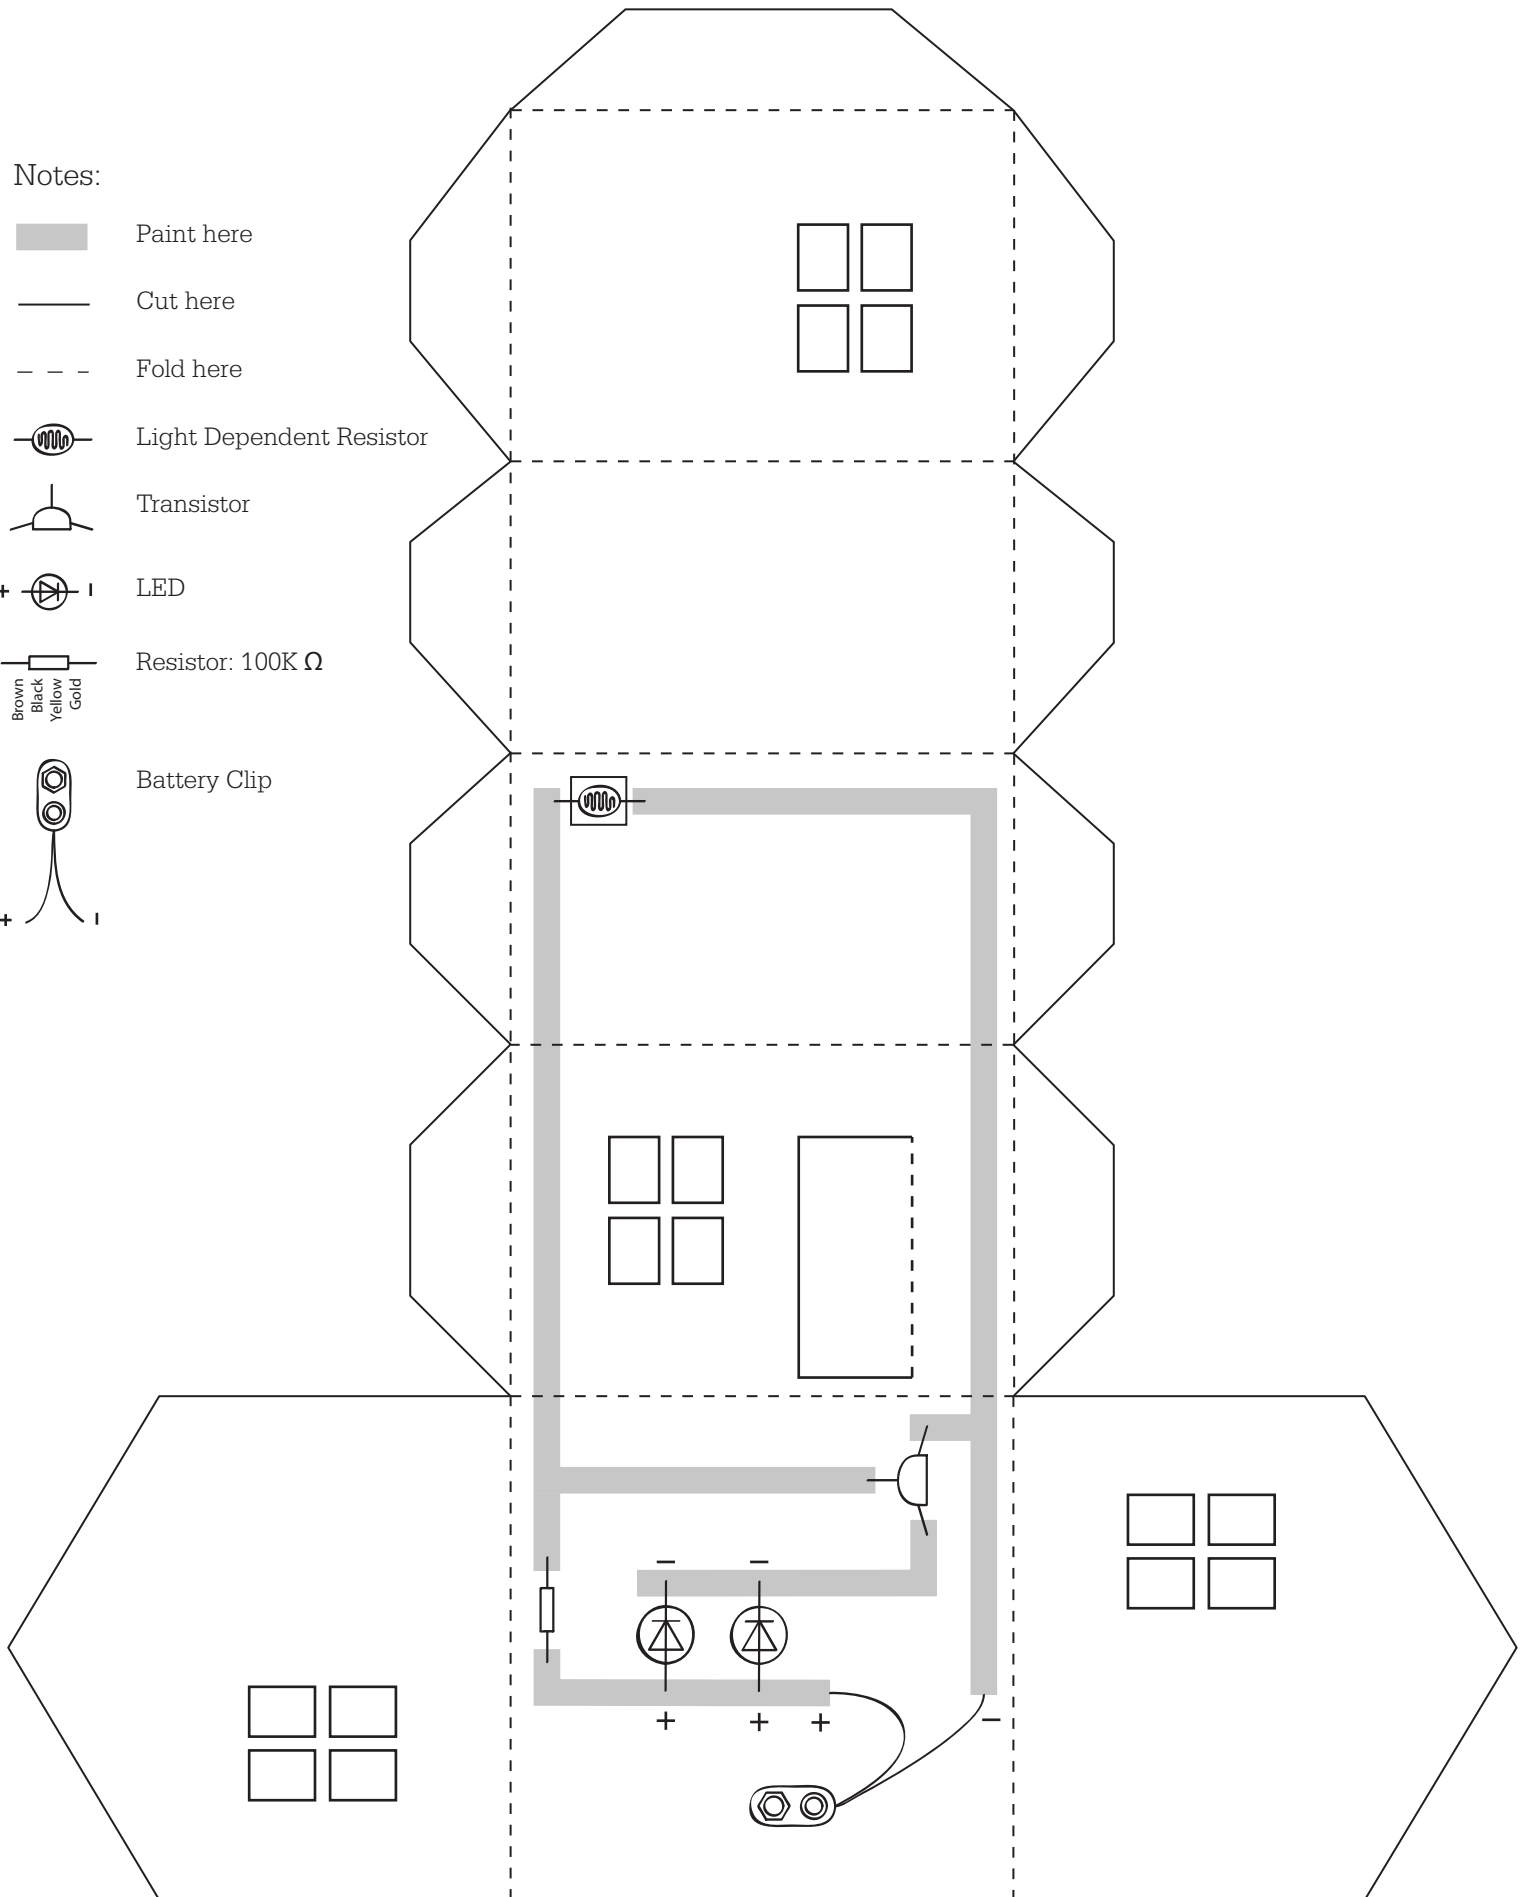 Notes:
Paint here
Cut here
Fold here
Light Dependent Resistor
Transistor
+ − LED
Resistor: 100K Ω
Brown
Black
Yellow
Gold
Battery Clip
+ −
− −
+ + + −